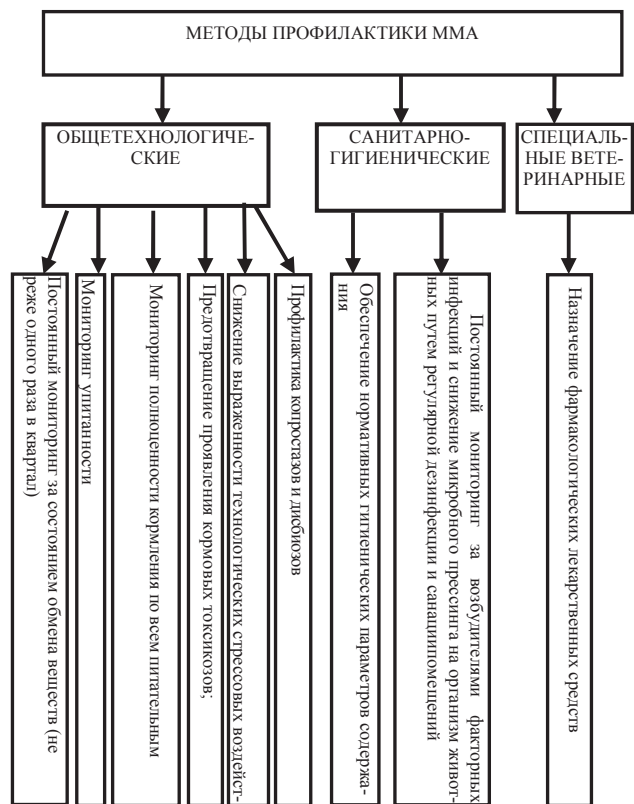 МЕТОДЫ ПРОФИЛАКТИКИ ММА
ОБЩЕТЕХНОЛОГИЧЕ-
СКИЕ
САНИТАРНО-
ГИГИЕНИЧЕСКИЕ
СПЕЦИАЛЬ-
НЫЕ ВЕТЕ-
РИНАРНЫЕ
Постоянный мониторинг за состоянием обмена веществ (не
реже одного раза в квартал)
Мониторинг упитанности
Мониторинг полюценности кормления по всем питательным
Предотвращение проявления кормовых токсикозов;
Снижение выраженности технологических стрессовых воздейст-
Профилактика копростазов и дисбиозов
Обеспечение нормативных гигиенических параметров содержа-
ния
Постоянный мониторинг за возбудителями факторных
инфекций и снижение микробного прессинга на организм живот-
ных путем регулярной дезинфекции и санациипомещений
Назначение фармакологических лекарственных средств